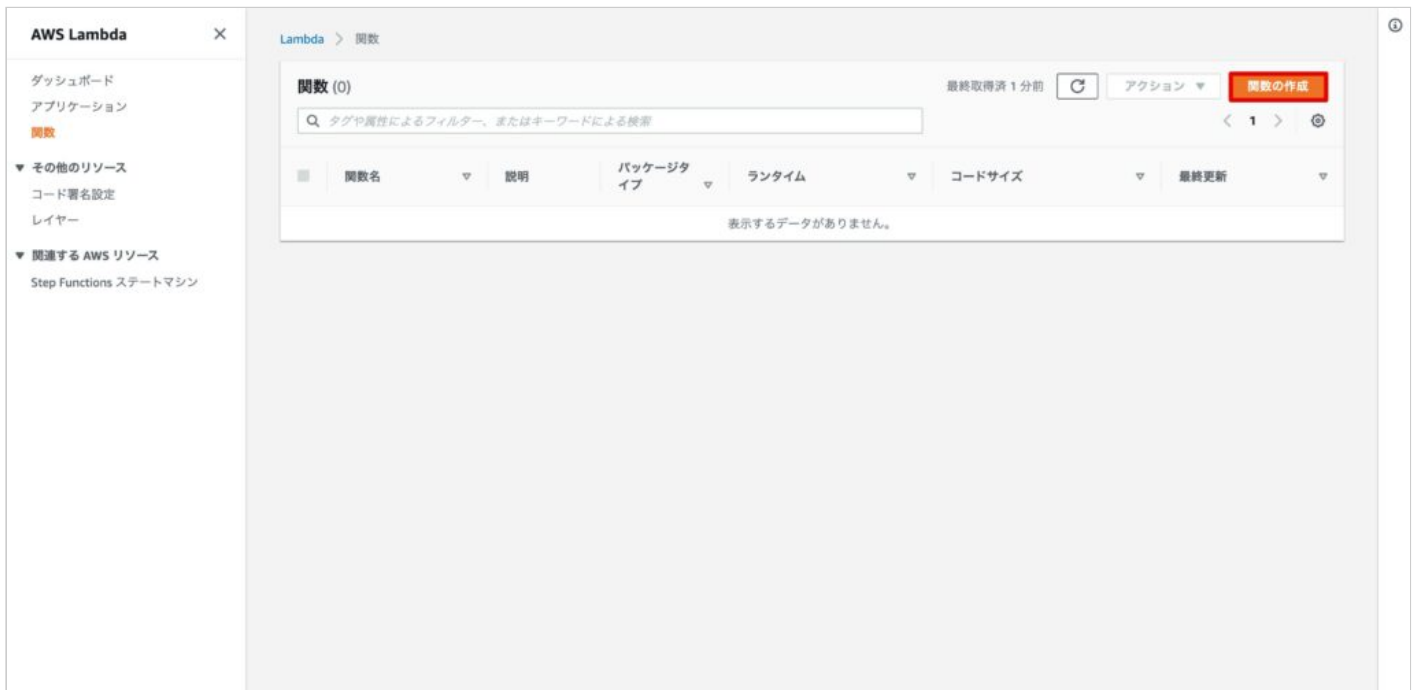 AWS Lambda
ダッシュボード
アプリケーション
関数
その他のリソース
コード署名設定
レイヤー
関連する AWS リソース
Step Functions ステートマシン
Lambda > 関数
関数 (0)
最終取得済 1 分前
アクション
関数の作成
タグや属性によるフィルター、またはキーワードによる検索
< 1 >
関数名
説明
パッケージタ
イプ
ランタイム
コードサイズ
最終更新
表示するデータがありません。